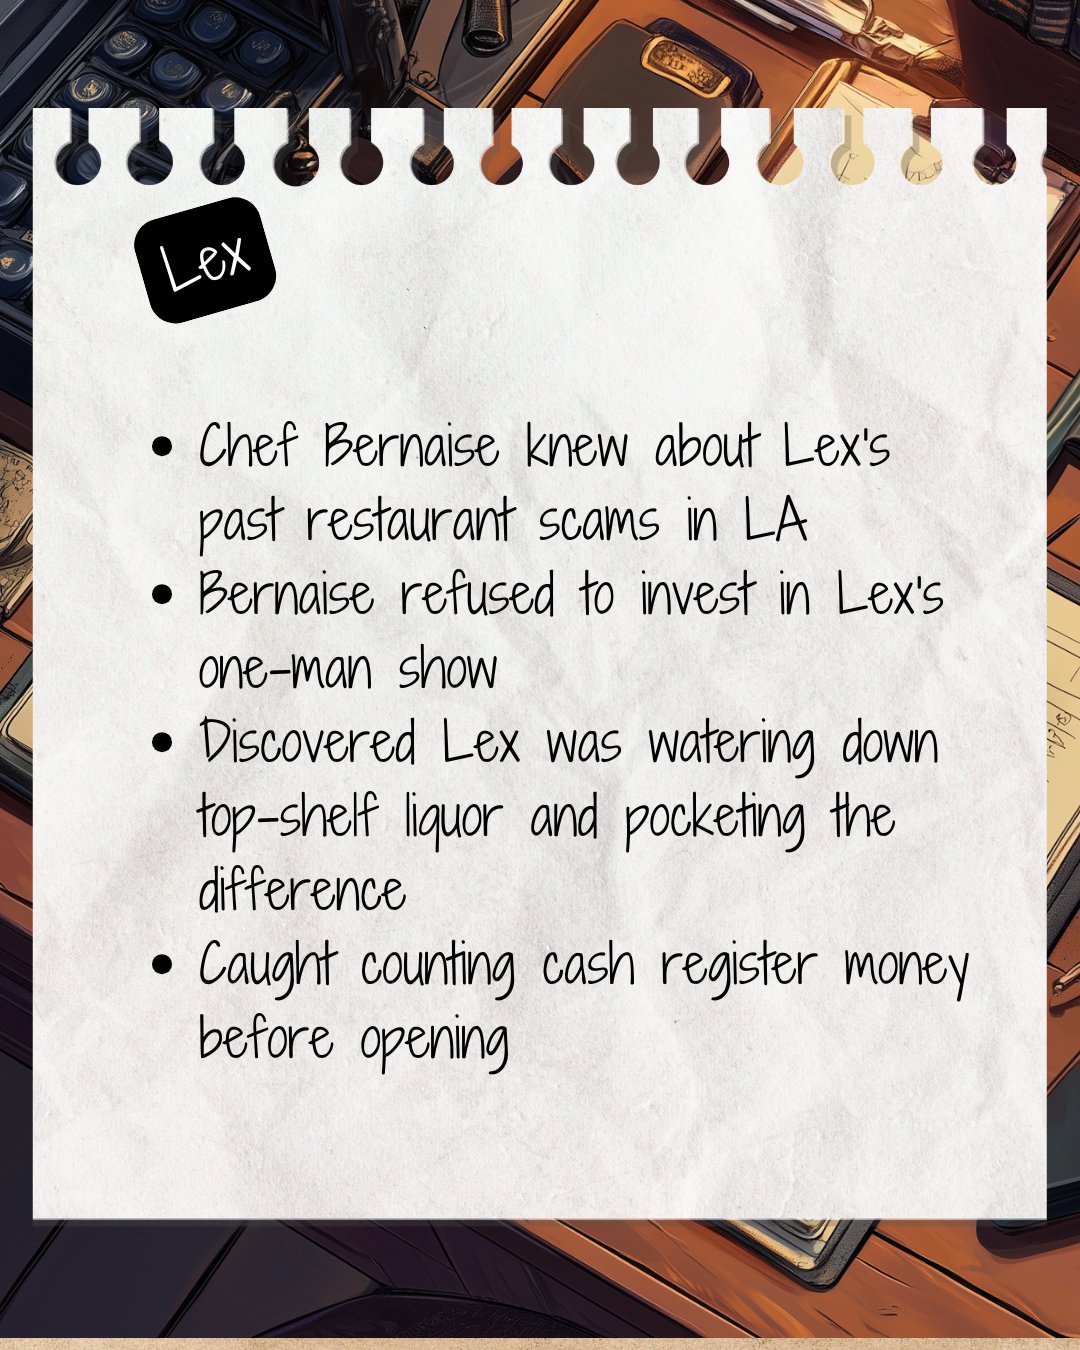 Lex
• Chef Bernaise knew about Lex's
past restaurant scams in LA
• Bernaise refused to invest in Lex's
one-man show
• Discovered Lex was watering down
top-shelf liquor and pocketing the
difference
• Caught counting cash register money
before opening